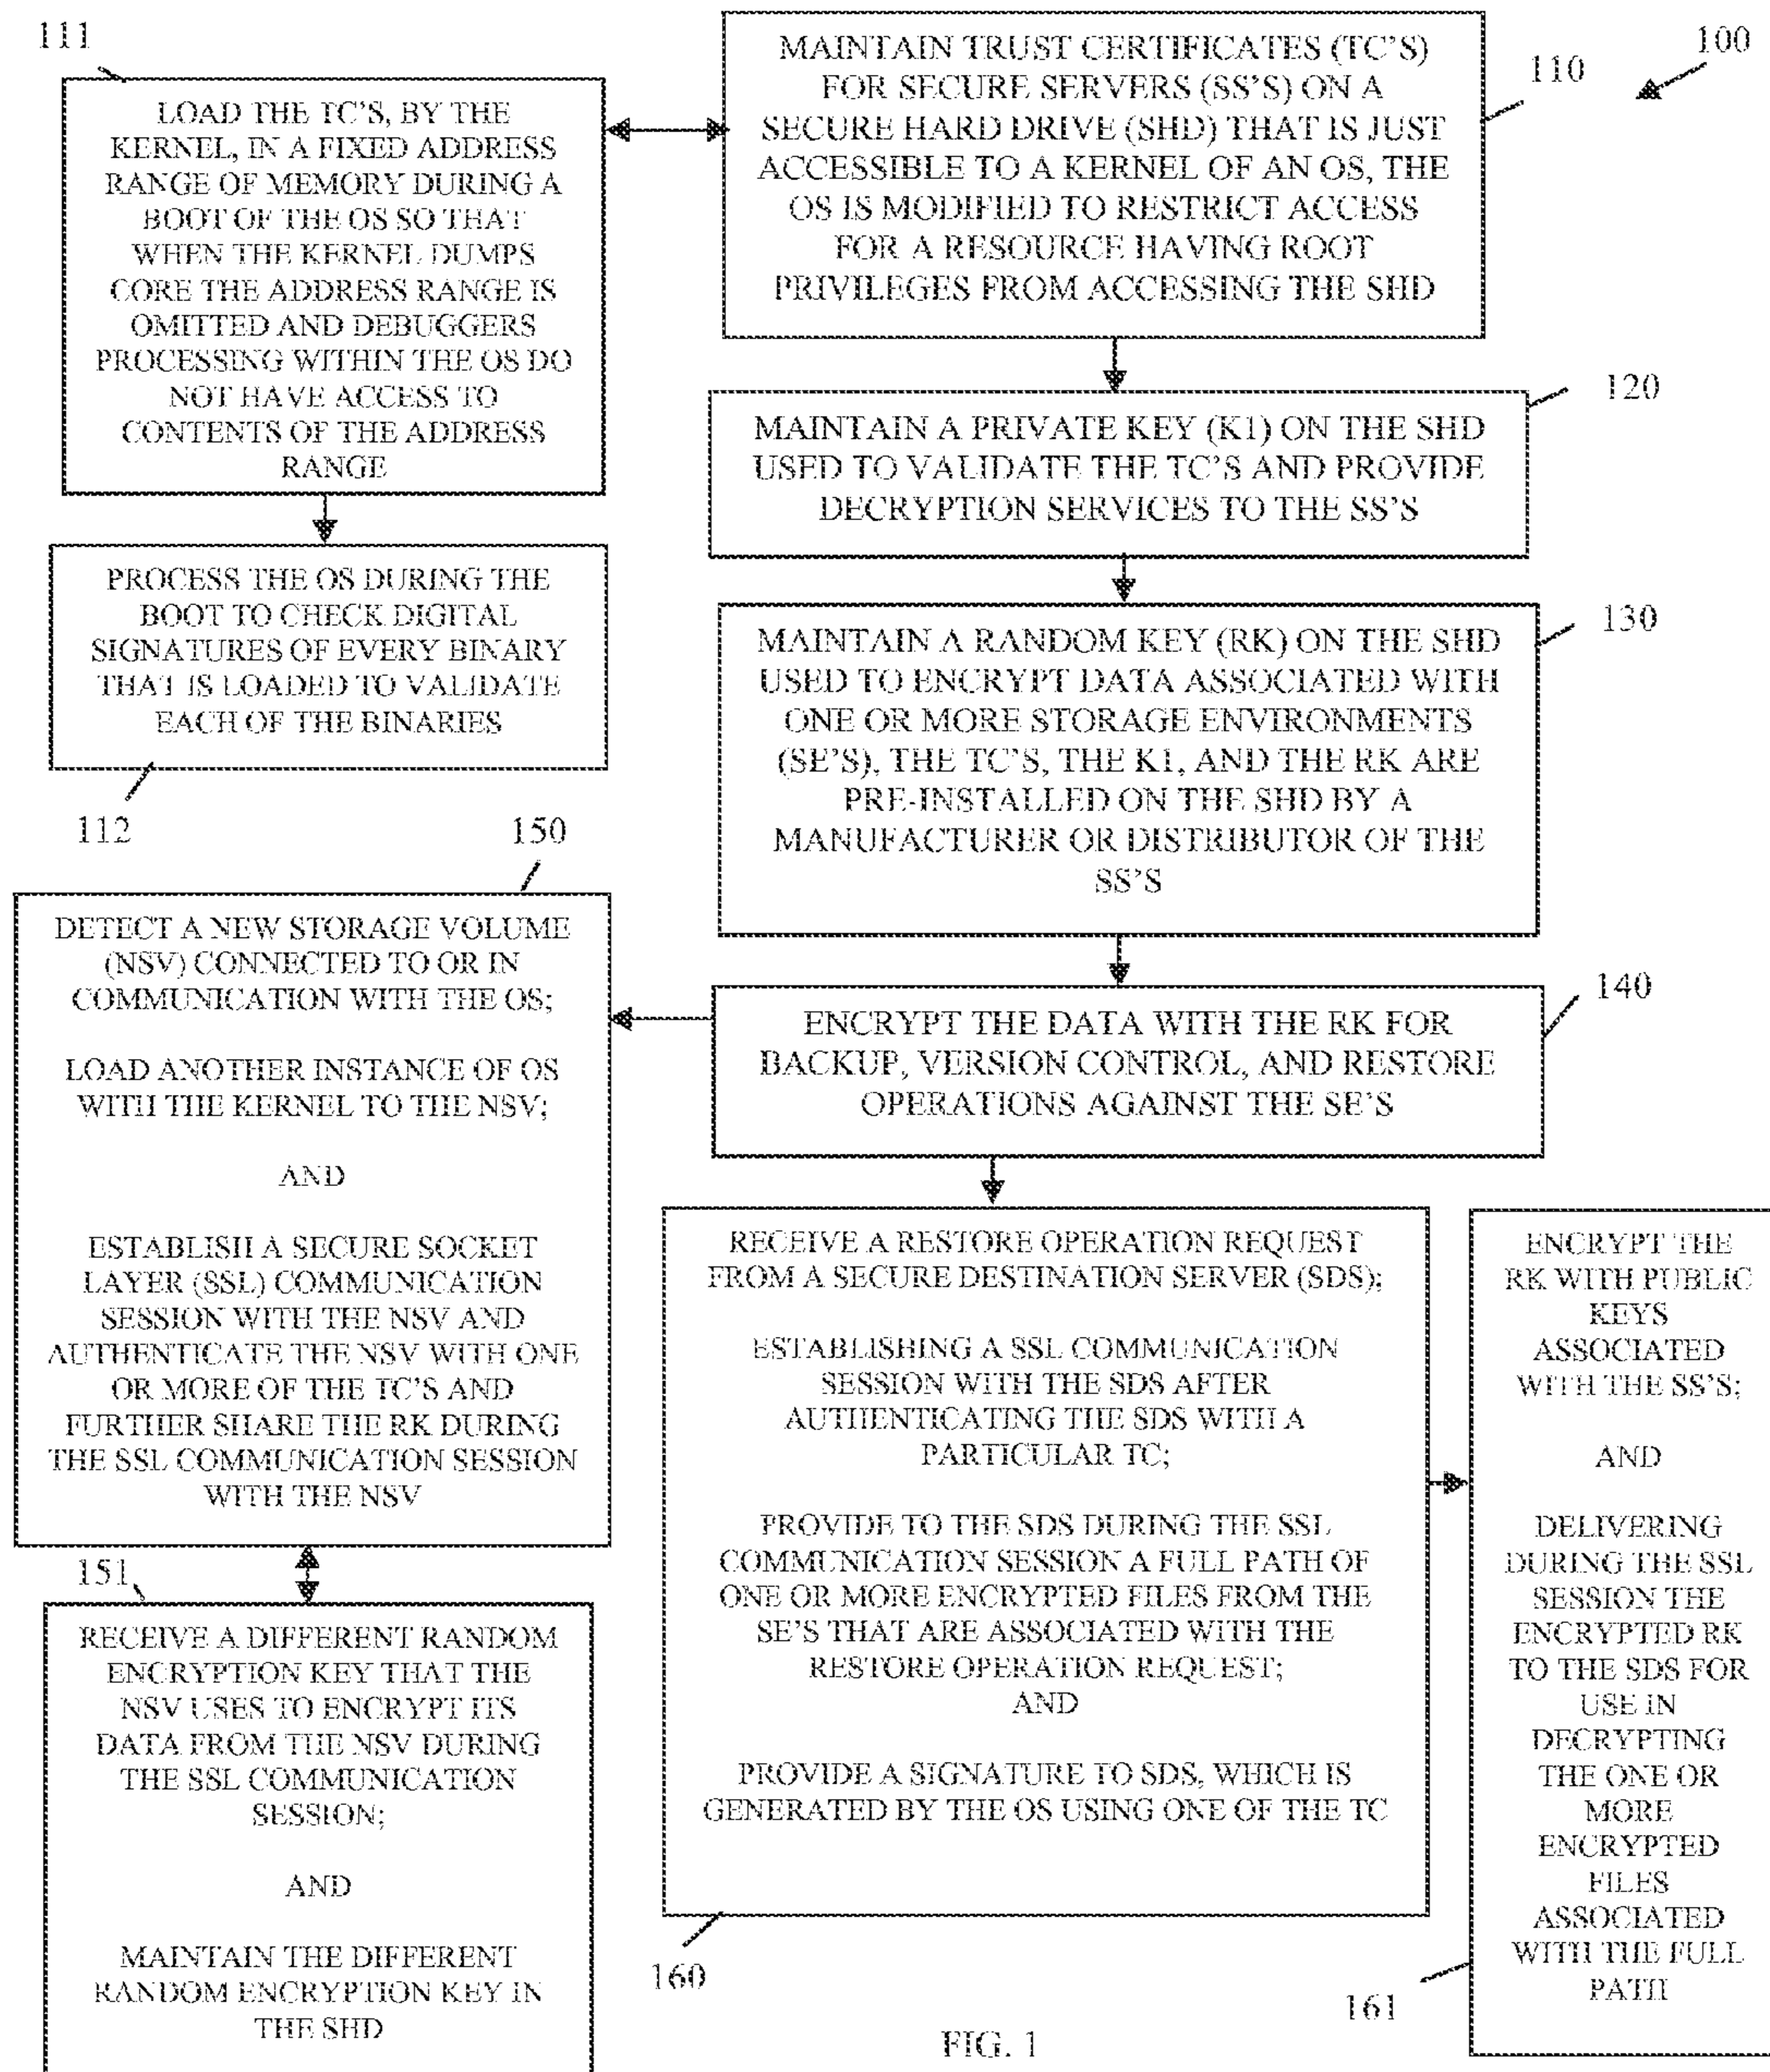 111
LOAD THE TC'S, BY THE
KERNEL, IN A FIXED ADDRESS
RANGE OF MEMORY DURING A
BOOT OF THE OS SO THAT
WHEN THE KERNEL DUMPS
CORE THE ADDRESS RANGE IS
OMITTED AND DEBUGGERS
PROCESSING WITHIN THE OS DO
NOT HAVE ACCESS TO
CONTENTS OF THE ADDRESS
RANGE
MAINTAIN TRUST CERTIFICATES (TC'S)
FOR SECURE SERVERS (SS'S) ON A
SECURE HARD DRIVE (SHD) THAT IS JUST
ACCESSIBLE TO A KERNEL OF AN OS, THE
OS IS MODIFIED TO RESTRICT ACCESS
FOR A RESOURCE HAVING ROOT
PRIVILEGES FROM ACCESSING THE SHD
110
100
MAINTAIN A PRIVATE KEY (K1) ON THE SHD
USED TO VALIDATE THE TC'S AND PROVIDE
DECRYPTION SERVICES TO THE SS'S
120
PROCESS THE OS DURING THE
BOOT TO CHECK DIGITAL
SIGNATURES OF EVERY BINARY
THAT IS LOADED TO VALIDATE
EACH OF THE BINARIES
112
MAINTAIN A RANDOM KEY (RK) ON THE SHD
USED TO ENCRYPT DATA ASSOCIATED WITH
ONE OR MORE STORAGE ENVIRONMENTS
(SE'S), THE TC'S, THE K1, AND THE RK ARE
PRE-INSTALLED ON THE SHD BY A
MANUFACTURER OR DISTRIBUTOR OF THE
SS'S
130
150
DETECT A NEW STORAGE VOLUME
(NSV) CONNECTED TO OR IN
COMMUNICATION WITH THE OS;
LOAD ANOTHER INSTANCE OF OS
WITH THE KERNEL TO THE NSV;
AND
ESTABLISH A SECURE SOCKET
LAYER (SSL) COMMUNICATION
SESSION WITH THE NSV AND
AUTHENTICATE THE NSV WITH ONE
OR MORE OF THE TC'S AND
FURTHER SHARE THE RK DURING
THE SSL COMMUNICATION SESSION
WITH THE NSV
ENCRYPT THE DATA WITH THE RK FOR
BACKUP, VERSION CONTROL, AND RESTORE
OPERATIONS AGAINST THE SE'S
140
151
RECEIVE A DIFFERENT RANDOM
ENCRYPTION KEY THAT THE
NSV USES TO ENCRYPT ITS
DATA FROM THE NSV DURING
THE SSL COMMUNICATION
SESSION;
AND
MAINTAIN THE DIFFERENT
RANDOM ENCRYPTION KEY IN
THE SHD
RECEIVE A RESTORE OPERATION REQUEST
FROM A SECURE DESTINATION SERVER (SDS);
ESTABLISHING A SSL COMMUNICATION
SESSION WITH THE SDS AFTER
AUTHENTICATING THE SDS WITH A
PARTICULAR TC;
PROVIDE TO THE SDS DURING THE SSL
COMMUNICATION SESSION A FULL PATH OF
ONE OR MORE ENCRYPTED FILES FROM THE
SE'S THAT ARE ASSOCIATED WITH THE
RESTORE OPERATION REQUEST;
AND
PROVIDE A SIGNATURE TO SDS, WHICH IS
GENERATED BY THE OS USING ONE OF THE TC
160
ENCRYPT THE
RK WITH PUBLIC
KEYS
ASSOCIATED
WITH THE SS'S;
AND
DELIVERING
DURING THE SSL
SESSION THE
ENCRYPTED RK
TO THE SDS FOR
USE IN
DECRYPTING
THE ONE OR
MORE
ENCRYPTED
FILES
ASSOCIATED
WITH THE FULL
PATH
161
FIG. 1